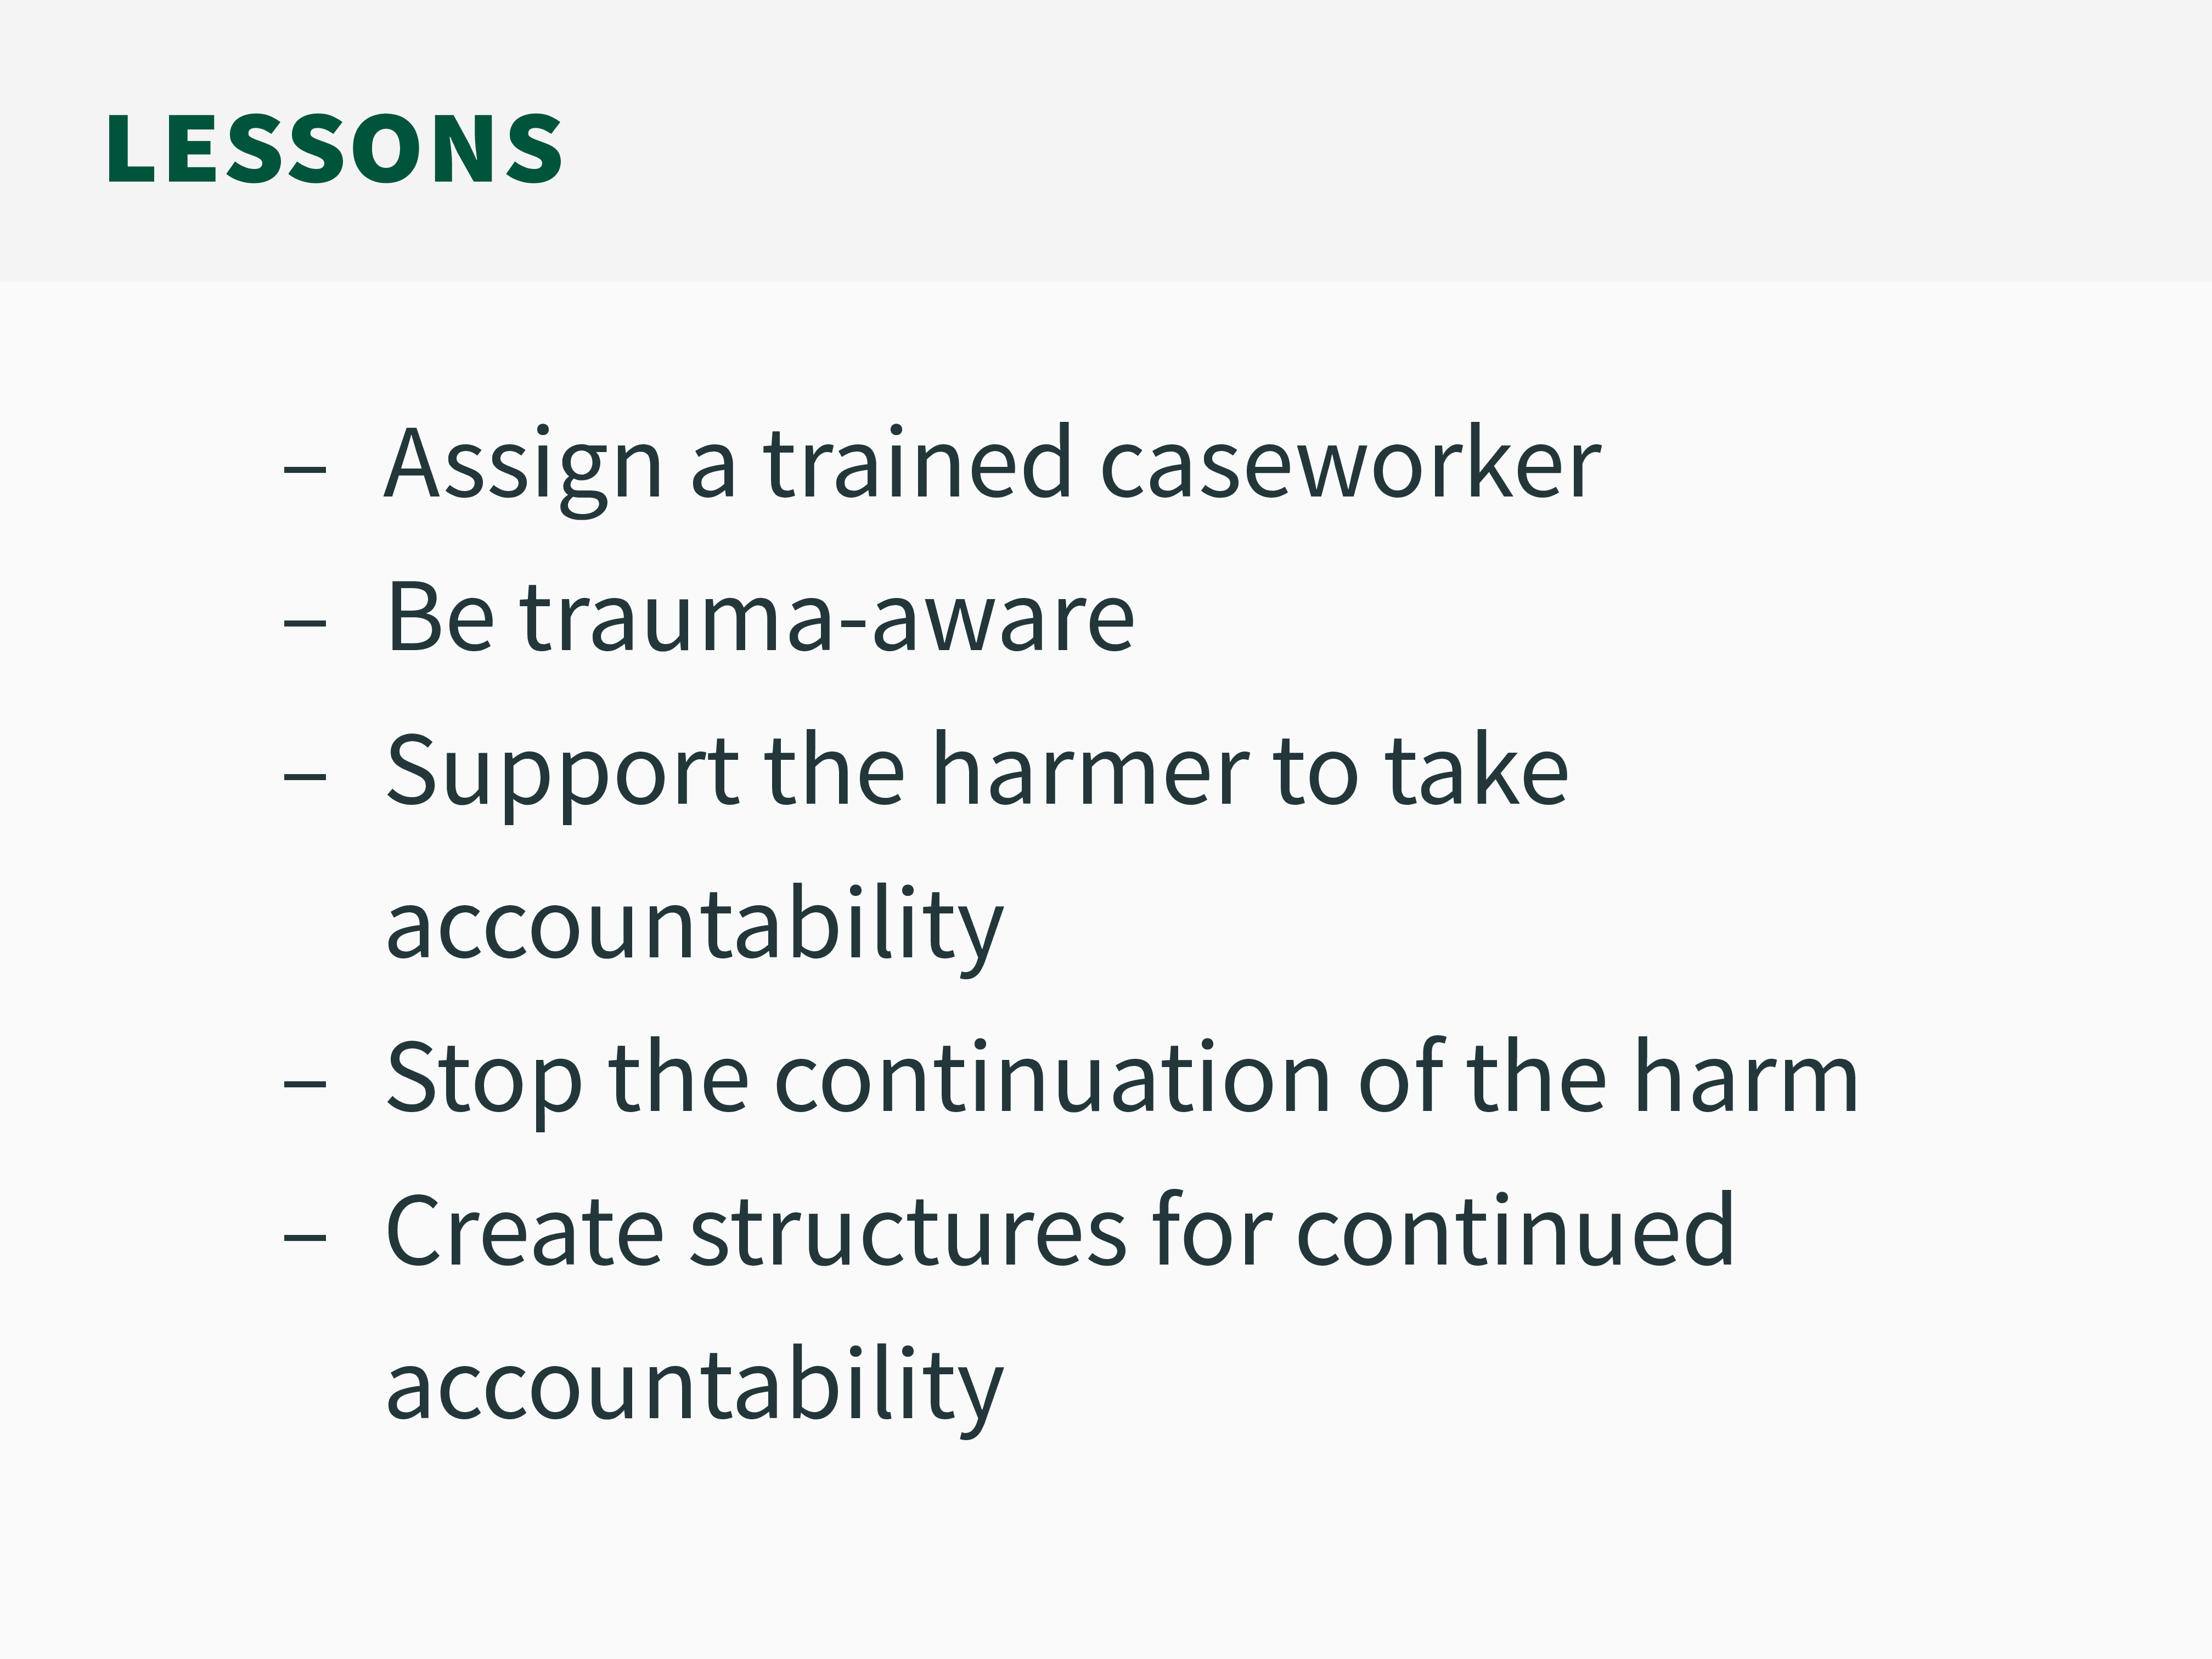 LESSONS
– Assign a trained caseworker
– Be trauma-aware
– Support the harmer to take
accountability
– Stop the continuation of the harm
– Create structures for continued
accountability